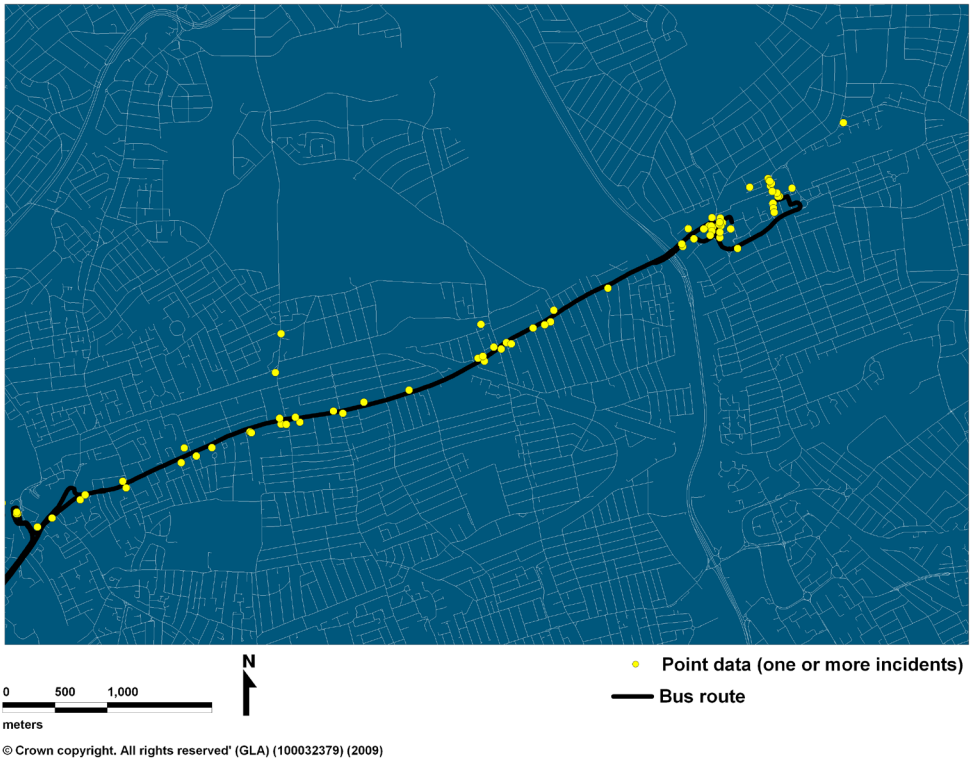 N
0 500 1,000
meters
Point data (one or more incidents)
Bus route
© Crown copyright. All rights reserved' (GLA) (100032379) (2009)